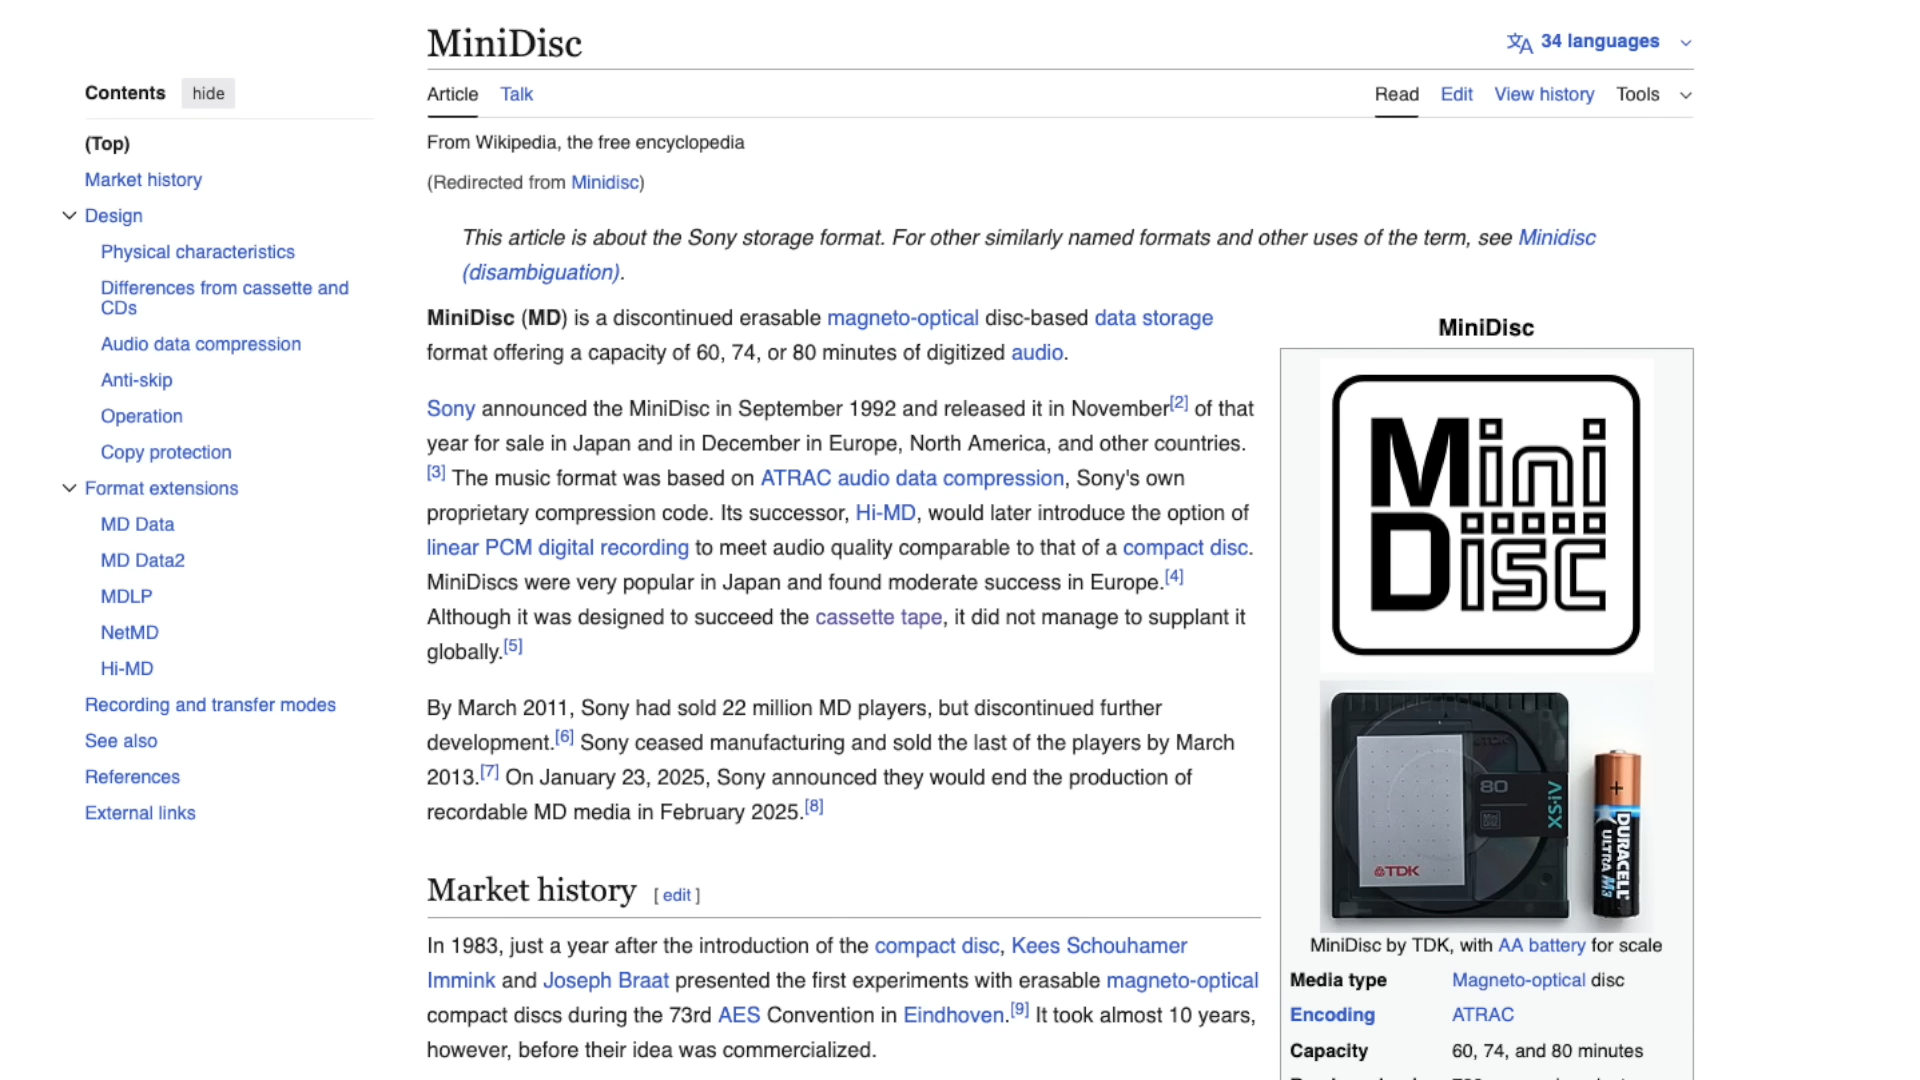 MiniDisc
34 languages
Contents hide
Article Talk
Read Edit View history Tools
(Top)
Market history
Design
Physical characteristics
Differences from cassette and
CDs
Audio data compression
Anti-skip
Operation
Copy protection
Format extensions
MD Data
MD Data2
MDLP
NetMD
Hi-MD
Recording and transfer modes
See also
References
External links
From Wikipedia, the free encyclopedia
(Redirected from Minidisc)
This article is about the Sony storage format. For other similarly named formats and other uses of the term, see Minidisc
(disambiguation).
MiniDisc (MD) is a discontinued erasable magneto-optical disc-based data storage
format offering a capacity of 60, 74, or 80 minutes of digitized audio.
Sony announced the MiniDisc in September 1992 and released it in November[2] of that
year for sale in Japan and in December in Europe, North America, and other countries.
[3] The music format was based on ATRAC audio data compression, Sony's own
proprietary compression code. Its successor, Hi-MD, would later introduce the option of
linear PCM digital recording to meet audio quality comparable to that of a compact disc.
MiniDiscs were very popular in Japan and found moderate success in Europe.[4]
Although it was designed to succeed the cassette tape, it did not manage to supplant it
globally.[5]
By March 2011, Sony had sold 22 million MD players, but discontinued further
development.[6] Sony ceased manufacturing and sold the last of the players by March
2013.[7] On January 23, 2025, Sony announced they would end the production of
recordable MD media in February 2025.[8]
Market history [ edit ]
In 1983, just a year after the introduction of the compact disc, Kees Schouhamer
Immink and Joseph Braat presented the first experiments with erasable magneto-optical
compact discs during the 73rd AES Convention in Eindhoven.[9] It took almost 10 years,
however, before their idea was commercialized.
MiniDisc
Mini
Disc
TDK
80
XS-iV
TDK
DURACELL
ULTRA M3
MiniDisc by TDK, with AA battery for scale
Media type Magneto-optical disc
Encoding ATRAC
Capacity 60, 74, and 80 minutes